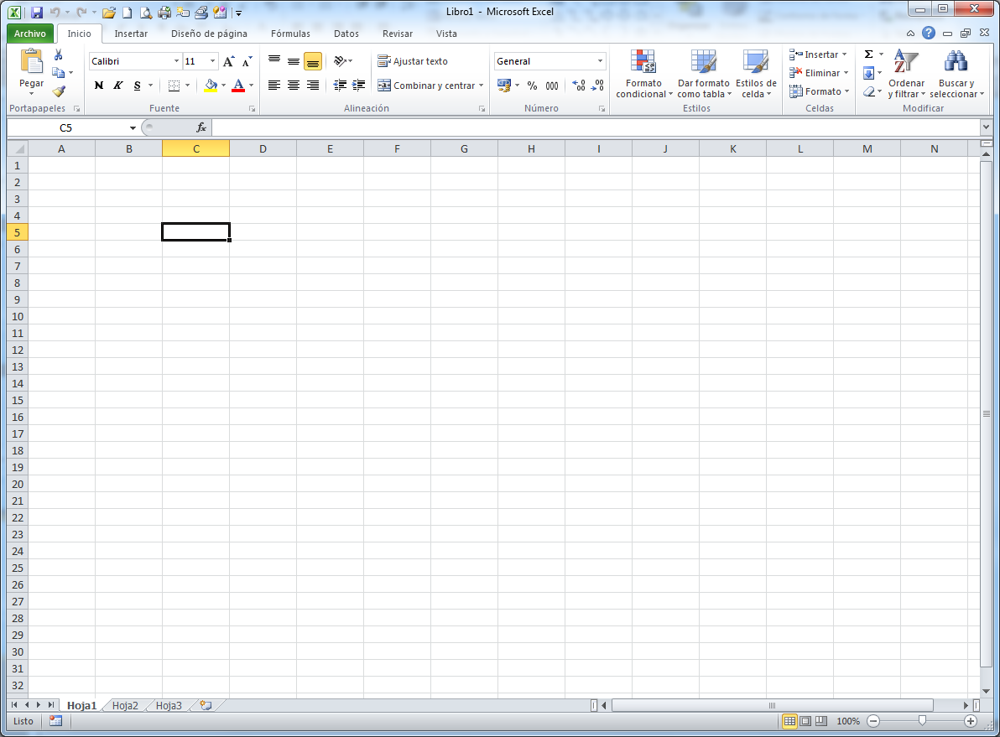 Libro1 - Microsoft Excel
Archivo Inicio Insertar Diseño de página Fórmulas Datos Revisar Vista
Pegar
Portapapeles
Calibri 11
N K S
Fuente
Ajustar texto
Combinar y centrar
Alineación
General
% 000
Número
Formato condicional
Dar formato como tabla
Estilos de celda
Estilos
Insertar
Eliminar
Formato
Celdas
Σ
Ordenar y filtrar
Buscar y seleccionar
Modificar
C5 fx
A B C D E F G H I J K L M N
1
2
3
4
5
6
7
8
9
10
11
12
13
14
15
16
17
18
19
20
21
22
23
24
25
26
27
28
29
30
31
32
Hoja1 Hoja2 Hoja3
Listo 100%